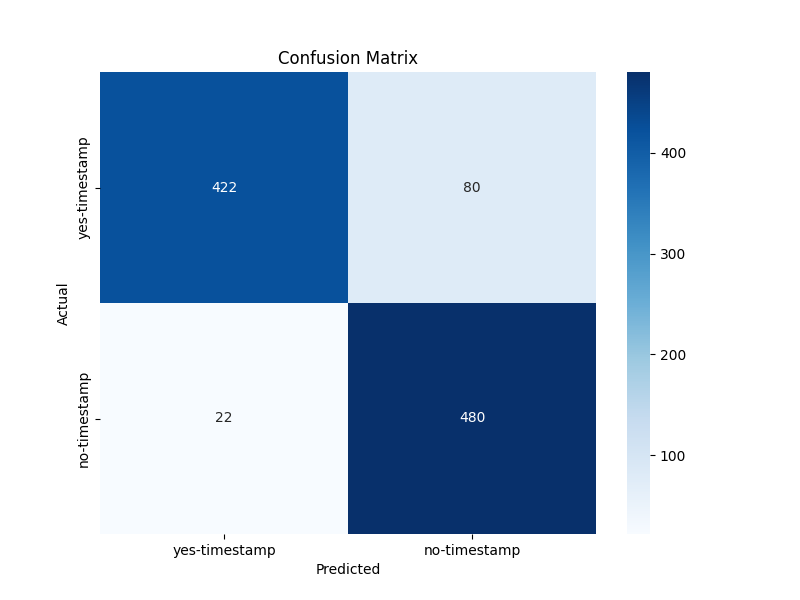 Confusion Matrix
yes-timestamp
422
80
400
300
Actual
200
no-timestamp
22
480
100
yes-timestamp
no-timestamp
Predicted